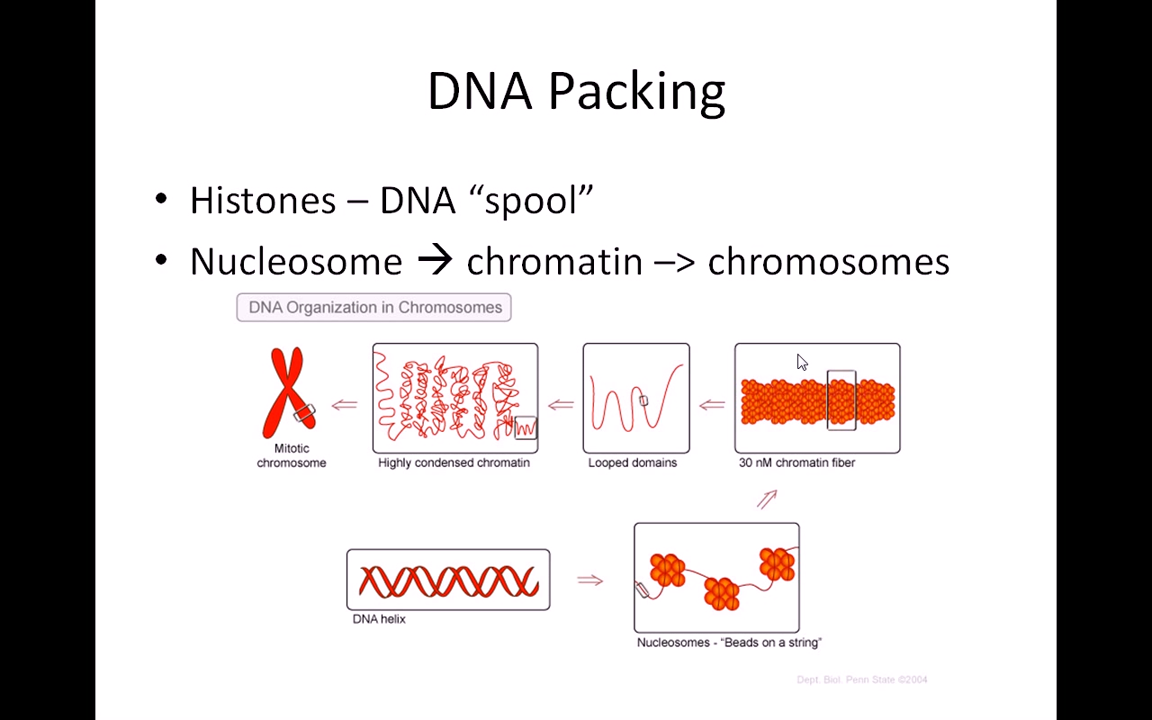 DNA Packing
• Histones – DNA “spool”
• Nucleosome → chromatin –> chromosomes
DNA Organization in Chromosomes
Mitotic
chromosome
Highly condensed chromatin
Looped domains
30 nM chromatin fiber
DNA helix
Nucleosomes - “Beads on a string”
Dept. Biol. Penn State ©2004